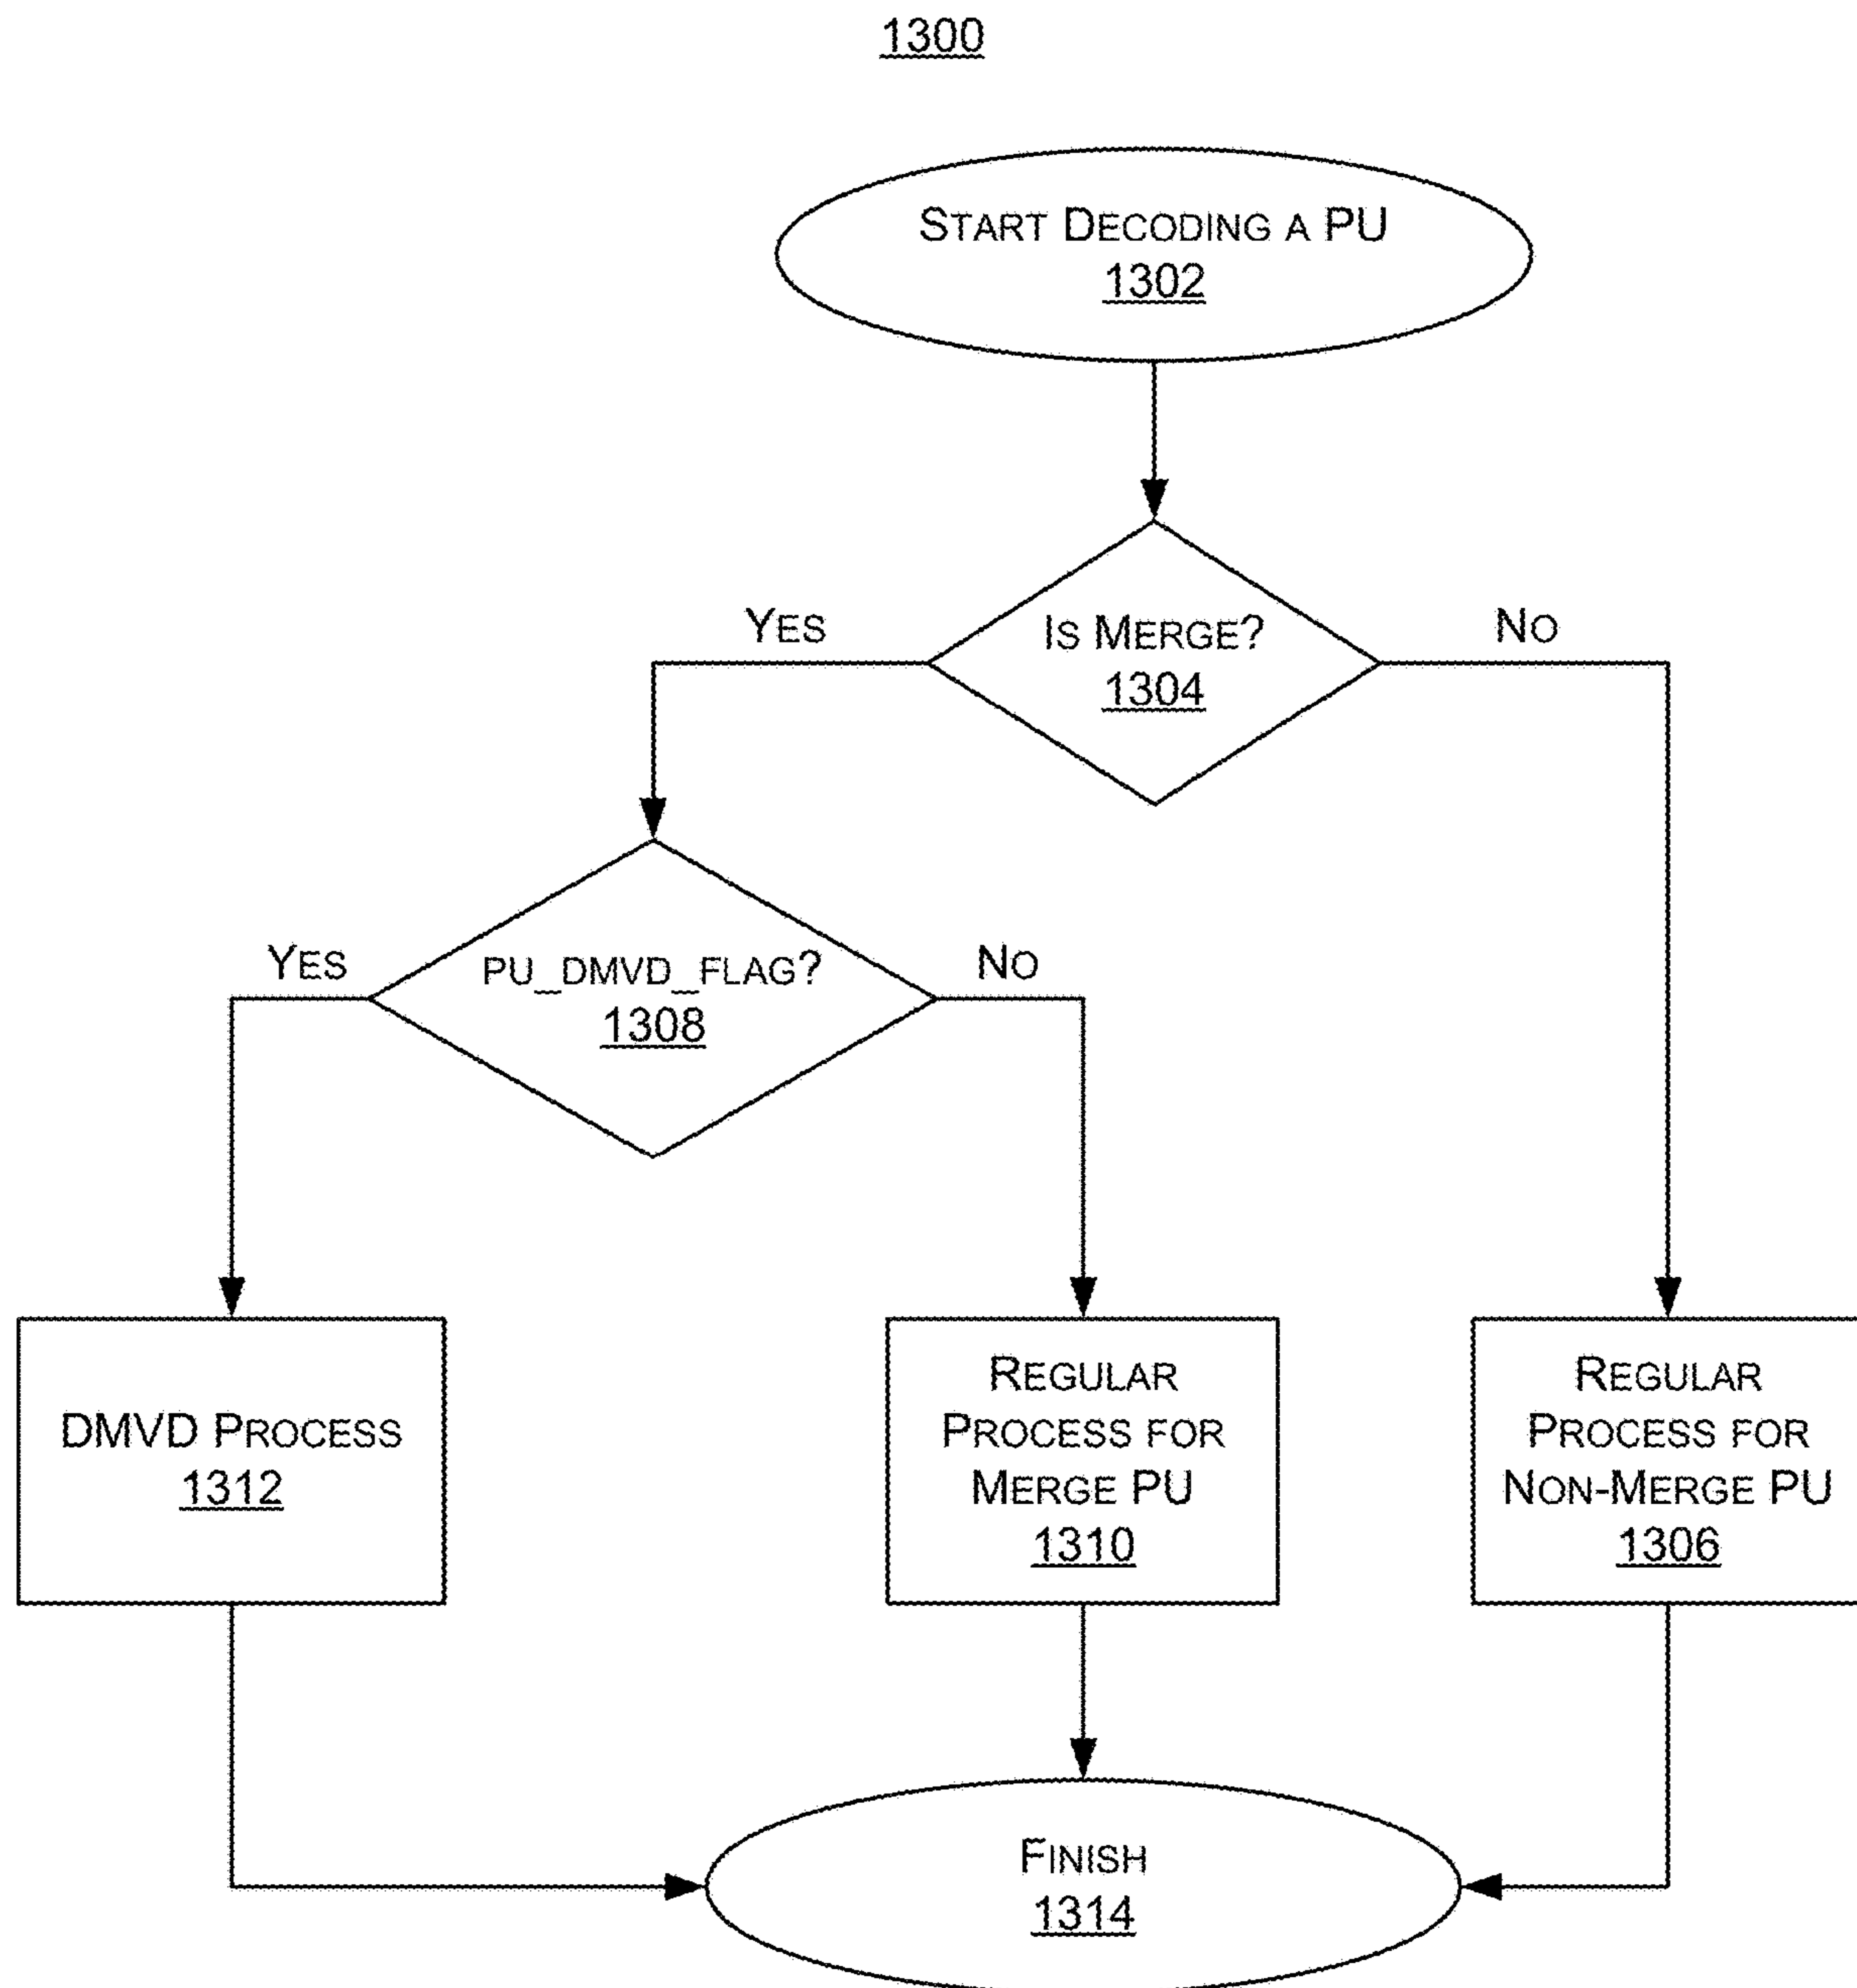 1300
START DECODING A PU
1302
IS MERGE?
1304
YES
NO
PU_DMVD_FLAG?
1308
YES
NO
DMVD PROCESS
1312
REGULAR
PROCESS FOR
MERGE PU
1310
REGULAR
PROCESS FOR
NON-MERGE PU
1306
FINISH
1314